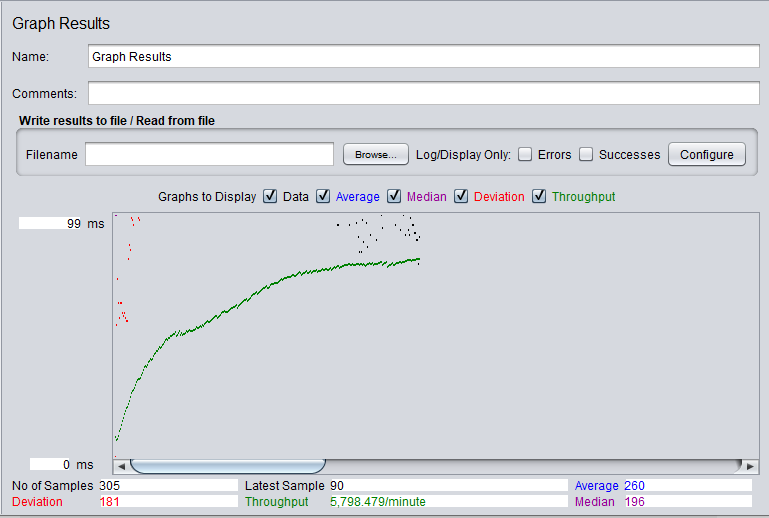 Graph Results
Name: Graph Results
Comments:
Write results to file / Read from file
Filename Browse... Log/Display Only: Errors Successes Configure
Graphs to Display Data Average Median Deviation Throughput
99 ms
0 ms
No of Samples 305 Latest Sample 90 Average 260
Deviation 181 Throughput 5,798.479/minute Median 196